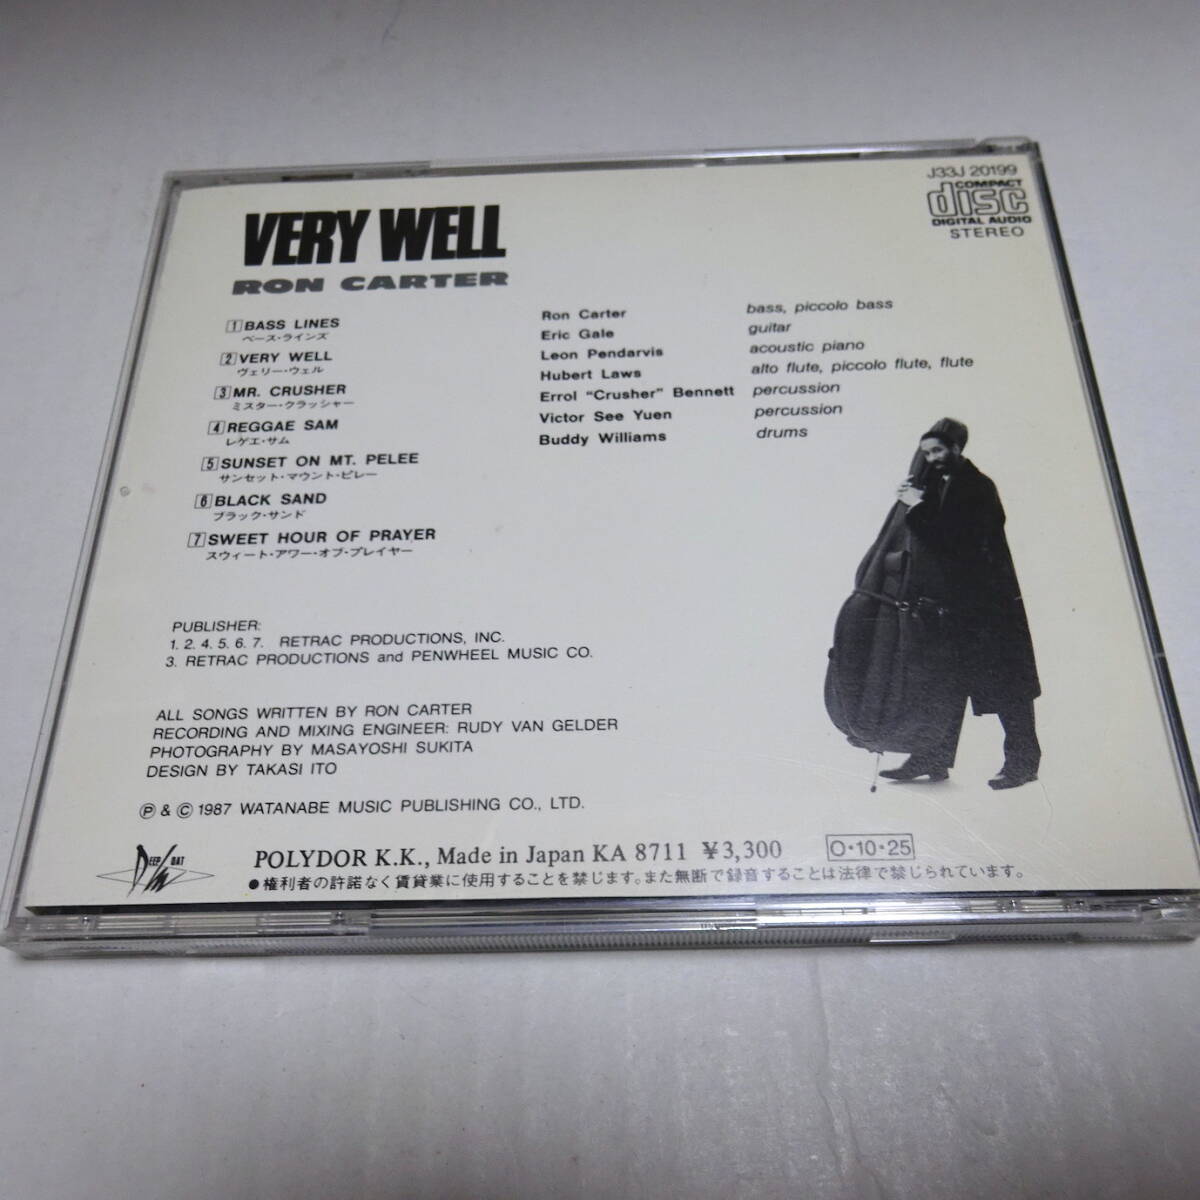 J33J 20199
COMPACT
disc
DIGITAL AUDIO
STEREO
VERY WELL
RON CARTER
1 BASS LINES
ベース・ラインズ
2 VERY WELL
ヴェリー・ウェル
3 MR. CRUSHER
ミスター・クラッシャー
4 REGGAE SAM
レゲエ・サム
5 SUNSET ON MT. PELEE
サンセット・マウント・ピレー
6 BLACK SAND
ブラック・サンド
7 SWEET HOUR OF PRAYER
スウィート・アワー・オブ・プレイヤー
Ron Carter bass, piccolo bass
Eric Gale guitar
Leon Pendarvis acoustic piano
Hubert Laws alto flute, piccolo flute, flute
Errol "Crusher" Bennett percussion
Victor See Yuen percussion
Buddy Williams drums
PUBLISHER:
1. 2. 4. 5. 6. 7. RETRAC PRODUCTIONS, INC.
3. RETRAC PRODUCTIONS and PENWHEEL MUSIC CO.
ALL SONGS WRITTEN BY RON CARTER
RECORDING AND MIXING ENGINEER: RUDY VAN GELDER
PHOTOGRAPHY BY MASAYOSHI SUKITA
DESIGN BY TAKASI ITO
Ⓟ & © 1987 WATANABE MUSIC PUBLISHING CO., LTD.
POLYDOR K.K., Made in Japan KA 8711 ¥3,300 O・10・25
●権利者の許諾なく賃貸業に使用することを禁じます。また無断で録音することは法律で禁じられています。